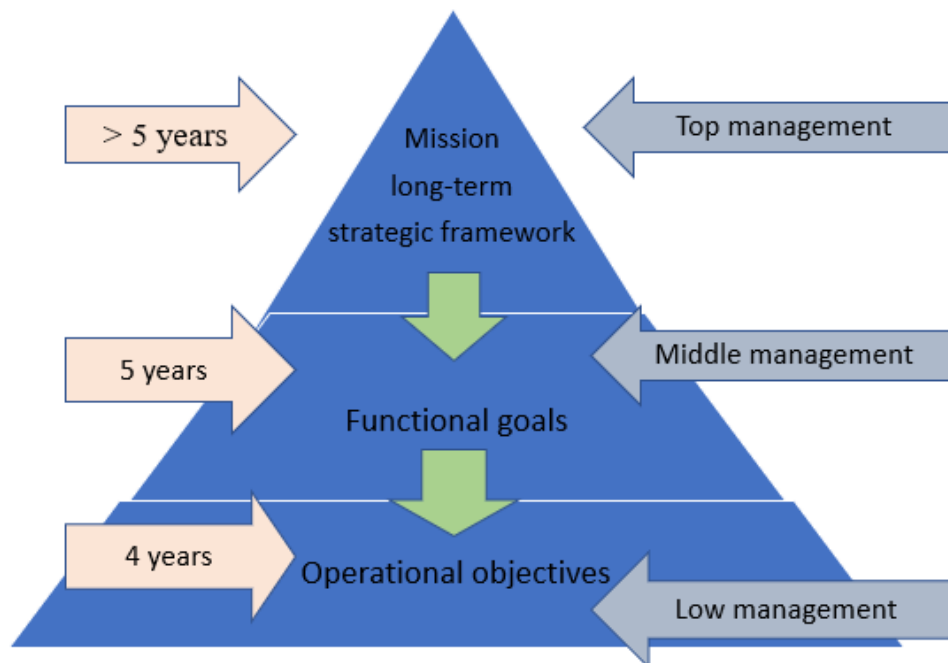 > 5 years
Mission
long-term
strategic framework
Top management
5 years
Functional goals
Middle management
4 years
Operational objectives
Low management